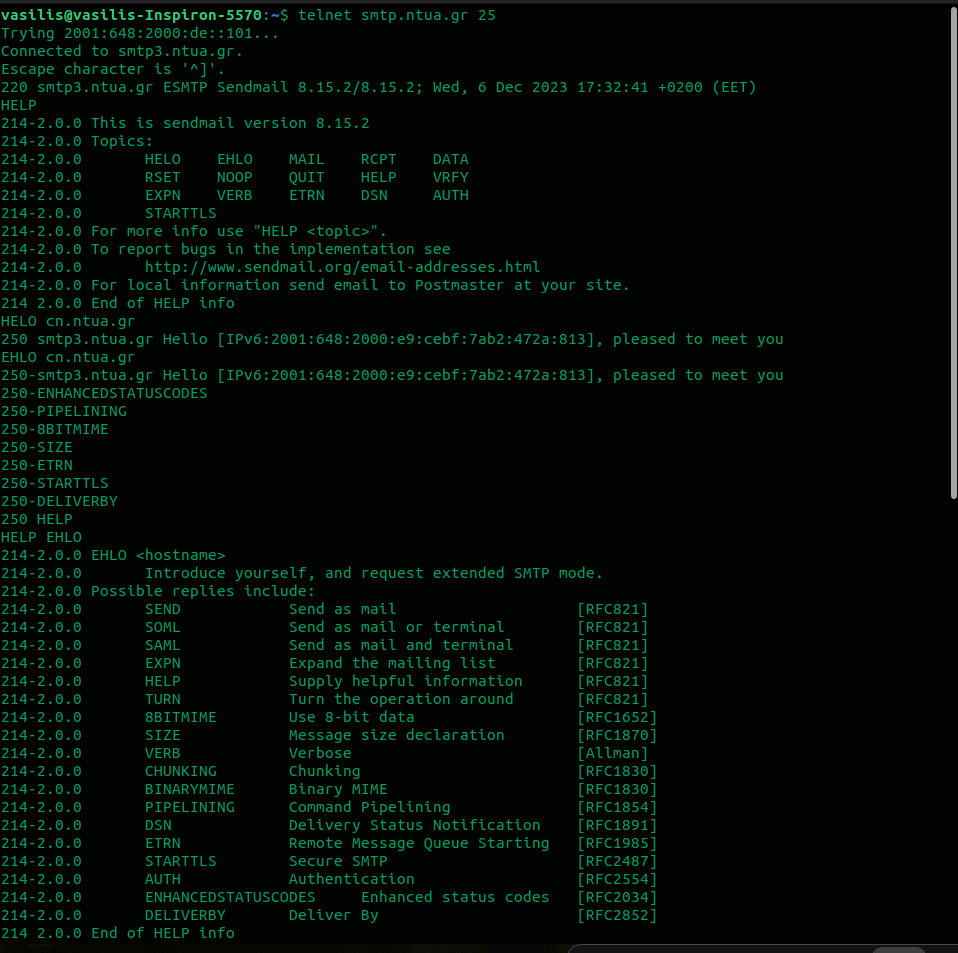 vasilis@vasilis-Inspiron-5570:~$ telnet smtp.ntua.gr 25
Trying 2001:648:2000:de::101...
Connected to smtp3.ntua.gr.
Escape character is '^]'.
220 smtp3.ntua.gr ESMTP Sendmail 8.15.2/8.15.2; Wed, 6 Dec 2023 17:32:41 +0200 (EET)
HELP
214-2.0.0 This is sendmail version 8.15.2
214-2.0.0 Topics:
214-2.0.0       HELO    EHLO    MAIL    RCPT    DATA
214-2.0.0       RSET    NOOP    QUIT    HELP    VRFY
214-2.0.0       EXPN    VERB    ETRN    DSN     AUTH
214-2.0.0       STARTTLS
214-2.0.0 For more info use "HELP <topic>".
214-2.0.0 To report bugs in the implementation see
214-2.0.0       http://www.sendmail.org/email-addresses.html
214-2.0.0 For local information send email to Postmaster at your site.
214 2.0.0 End of HELP info
HELO cn.ntua.gr
250 smtp3.ntua.gr Hello [IPv6:2001:648:2000:e9:cebf:7ab2:472a:813], pleased to meet you
EHLO cn.ntua.gr
250-smtp3.ntua.gr Hello [IPv6:2001:648:2000:e9:cebf:7ab2:472a:813], pleased to meet you
250-ENHANCEDSTATUSCODES
250-PIPELINING
250-8BITMIME
250-SIZE
250-ETRN
250-STARTTLS
250-DELIVERBY
250 HELP
HELP EHLO
214-2.0.0 EHLO <hostname>
214-2.0.0       Introduce yourself, and request extended SMTP mode.
214-2.0.0 Possible replies include:
214-2.0.0       SEND            Send as mail                    [RFC821]
214-2.0.0       SOML            Send as mail or terminal        [RFC821]
214-2.0.0       SAML            Send as mail and terminal       [RFC821]
214-2.0.0       EXPN            Expand the mailing list         [RFC821]
214-2.0.0       HELP            Supply helpful information      [RFC821]
214-2.0.0       TURN            Turn the operation around       [RFC821]
214-2.0.0       8BITMIME        Use 8-bit data                  [RFC1652]
214-2.0.0       SIZE            Message size declaration        [RFC1870]
214-2.0.0       VERB            Verbose                         [Allman]
214-2.0.0       CHUNKING        Chunking                        [RFC1830]
214-2.0.0       BINARYMIME      Binary MIME                     [RFC1830]
214-2.0.0       PIPELINING      Command Pipelining              [RFC1854]
214-2.0.0       DSN             Delivery Status Notification    [RFC1891]
214-2.0.0       ETRN            Remote Message Queue Starting   [RFC1985]
214-2.0.0       STARTTLS        Secure SMTP                     [RFC2487]
214-2.0.0       AUTH            Authentication                  [RFC2554]
214-2.0.0       ENHANCEDSTATUSCODES     Enhanced status codes   [RFC2034]
214-2.0.0       DELIVERBY       Deliver By                      [RFC2852]
214 2.0.0 End of HELP info